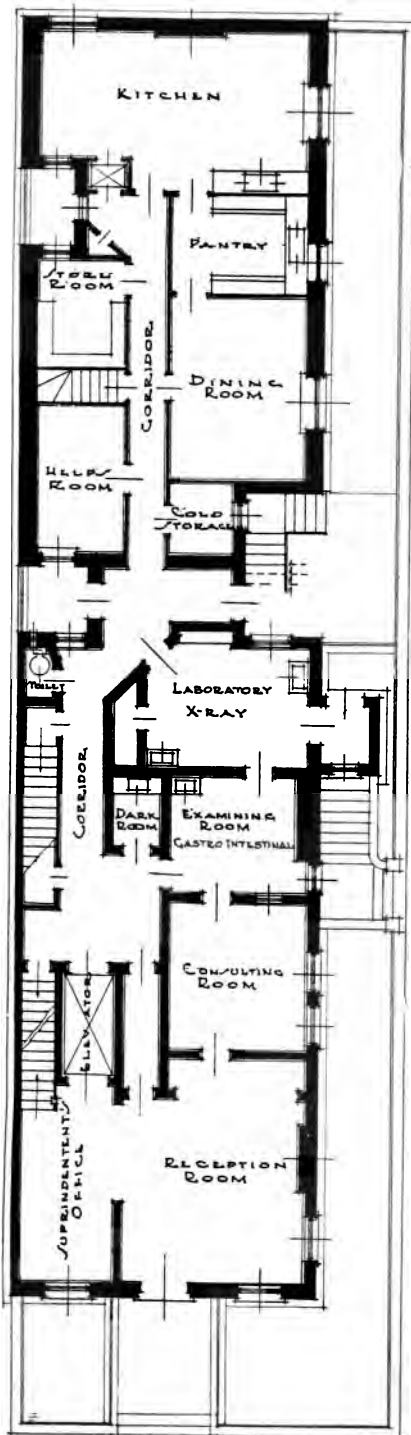 KITCHEN
PANTRY
STORE
ROOM
CORRIDOR
DINING
ROOM
HELPS
ROOM
COLD
STORAGE
TOILET
LABORATORY
X-RAY
CORRIDOR
DARK
ROOM
EXAMINING
ROOM
GASTRO INTESTINAL
CONSULTING
ROOM
ELEVATOR
SUPRINDENTENT'S
OFFICE
RECEPTION
ROOM